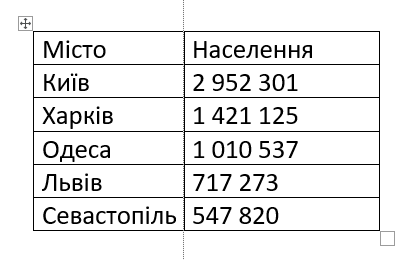 Місто Населення
Київ 2 952 301
Харків 1 421 125
Одеса 1 010 537
Львів 717 273
Севастопіль 547 820